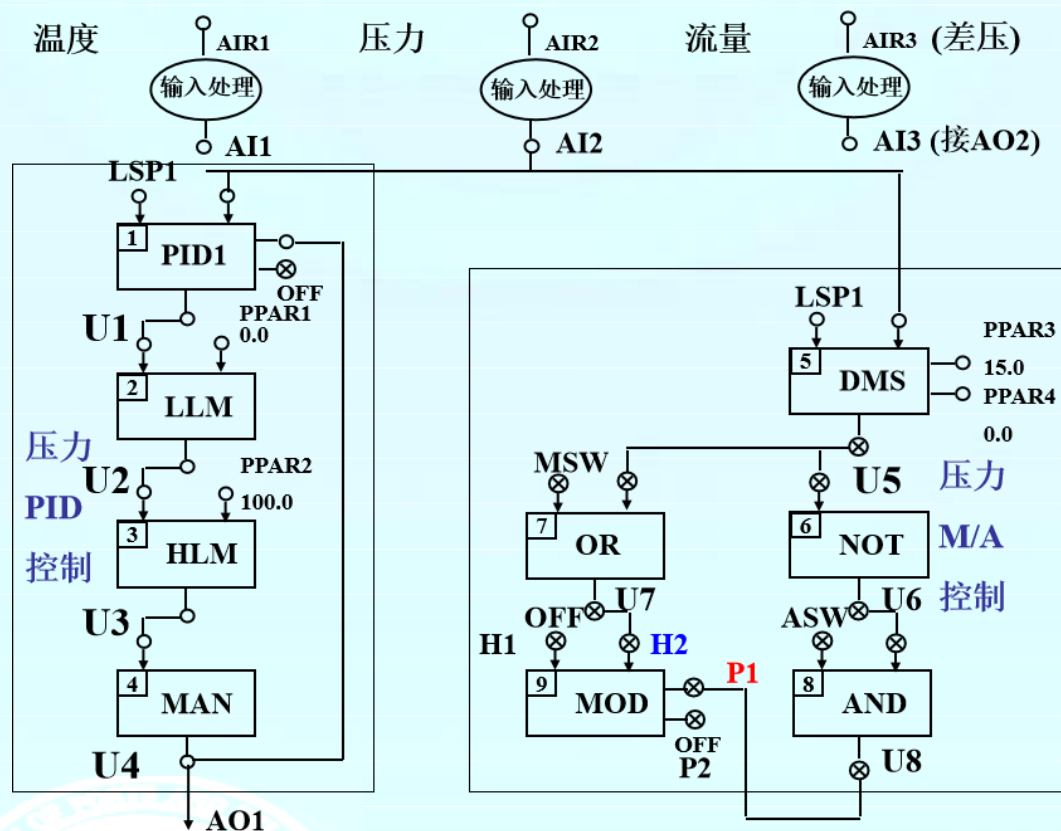 温度
AIR1
压力
AIR2
流量
AIR3 (差压)
输入处理
输入处理
输入处理
AI1
AI2
AI3 (接AO2)
LSP1
1
PID1
OFF
U1
PPAR1
0.0
2
LLM
压力
PID
控制
U2
PPAR2
100.0
3
HLM
U3
4
MAN
U4
AO1
LSP1
5
DMS
PPAR3
15.0
PPAR4
0.0
MSW
U5
压力
M/A
控制
7
OR
6
NOT
U7
U6
OFF
ASW
H1
H2
9
MOD
P1
8
AND
OFF
P2
U8